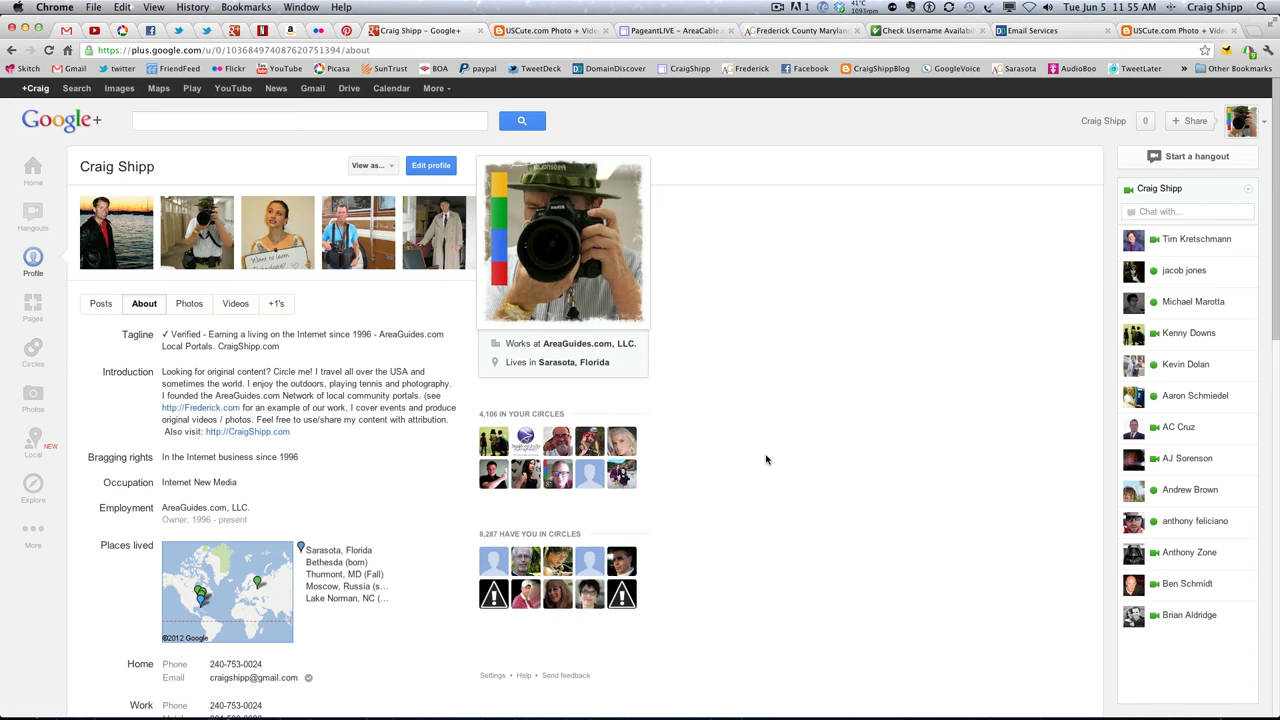 Chrome File Edit View History Bookmarks Window Help
1 41°C 1093rpm Tue Jun 5 11:55 AM Craig Shipp
Craig Shipp - Google+ USCute.com Photo + Vide PageantLIVE – AreaCable. Frederick County Maryland Check Username Availabi Email Services USCute.com Photo + Vide
https://plus.google.com/u/0/103684974087620751394/about
Skitch Gmail twitter FriendFeed Flickr YouTube Picasa SunTrust BOA paypal TweetDeck DomainDiscover CraigShipp Frederick Facebook CraigShippBlog GoogleVoice Sarasota AudioBoo TweetLater » Other Bookmarks
+Craig Search Images Maps Play YouTube News Gmail Drive Calendar More
Google+ Craig Shipp 0 + Share
Home
Hangouts
Profile
Pages
Circles
Photos
Local NEW
Explore
More
Craig Shipp View as... Edit profile
Want to learn
Posts About Photos Videos +1's
Tagline ✓ Verified - Earning a living on the Internet since 1996 - AreaGuides.com
Local Portals. CraigShipp.com
Introduction Looking for original content? Circle me! I travel all over the USA and
sometimes the world. I enjoy the outdoors, playing tennis and photography.
I founded the AreaGuides.com Network of local community portals. (see
http://Frederick.com for an example of our work, I cover events and produce
original videos / photos. Feel free to use/share my content with attribution.
Also visit: http://CraigShipp.com
Bragging rights In the Internet business since 1996
Occupation Internet New Media
Employment AreaGuides.com, LLC.
Owner, 1996 - present
Places lived
©2012 Google
Sarasota, Florida
Bethesda (born)
Thurmont, MD (Fall)
Moscow, Russia (s...
Lake Norman, NC (...
Home Phone 240-753-0024
Email craigshipp@gmail.com
Work Phone 240-753-0024
Works at AreaGuides.com, LLC.
Lives in Sarasota, Florida
4,106 IN YOUR CIRCLES
8,287 HAVE YOU IN CIRCLES
Settings • Help • Send feedback
Start a hangout
Craig Shipp
Chat with...
Tim Kretschmann
jacob jones
Michael Marotta
Kenny Downs
Kevin Dolan
Aaron Schmiedel
AC Cruz
AJ Sorenson
Andrew Brown
anthony feliciano
Anthony Zone
Ben Schmidt
Brian Aldridge